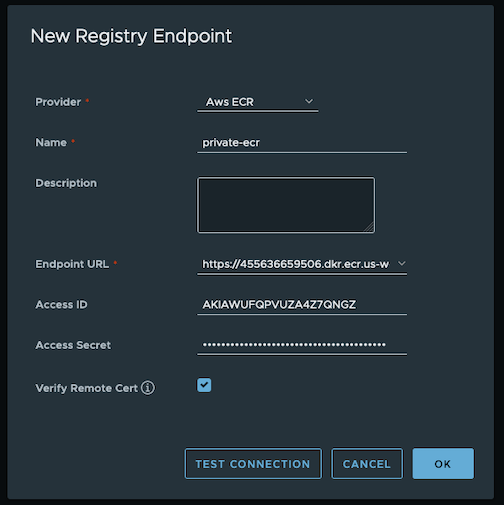 New Registry Endpoint
Provider * Aws ECR
Name * private-ecr
Description
Endpoint URL * https://455636659506.dkr.ecr.us-w
Access ID AKIAWUFQPVUZA4Z7QNGZ
Access Secret ••••••••••••••••••••••••••••••••••••••••
Verify Remote Cert
TEST CONNECTION CANCEL OK